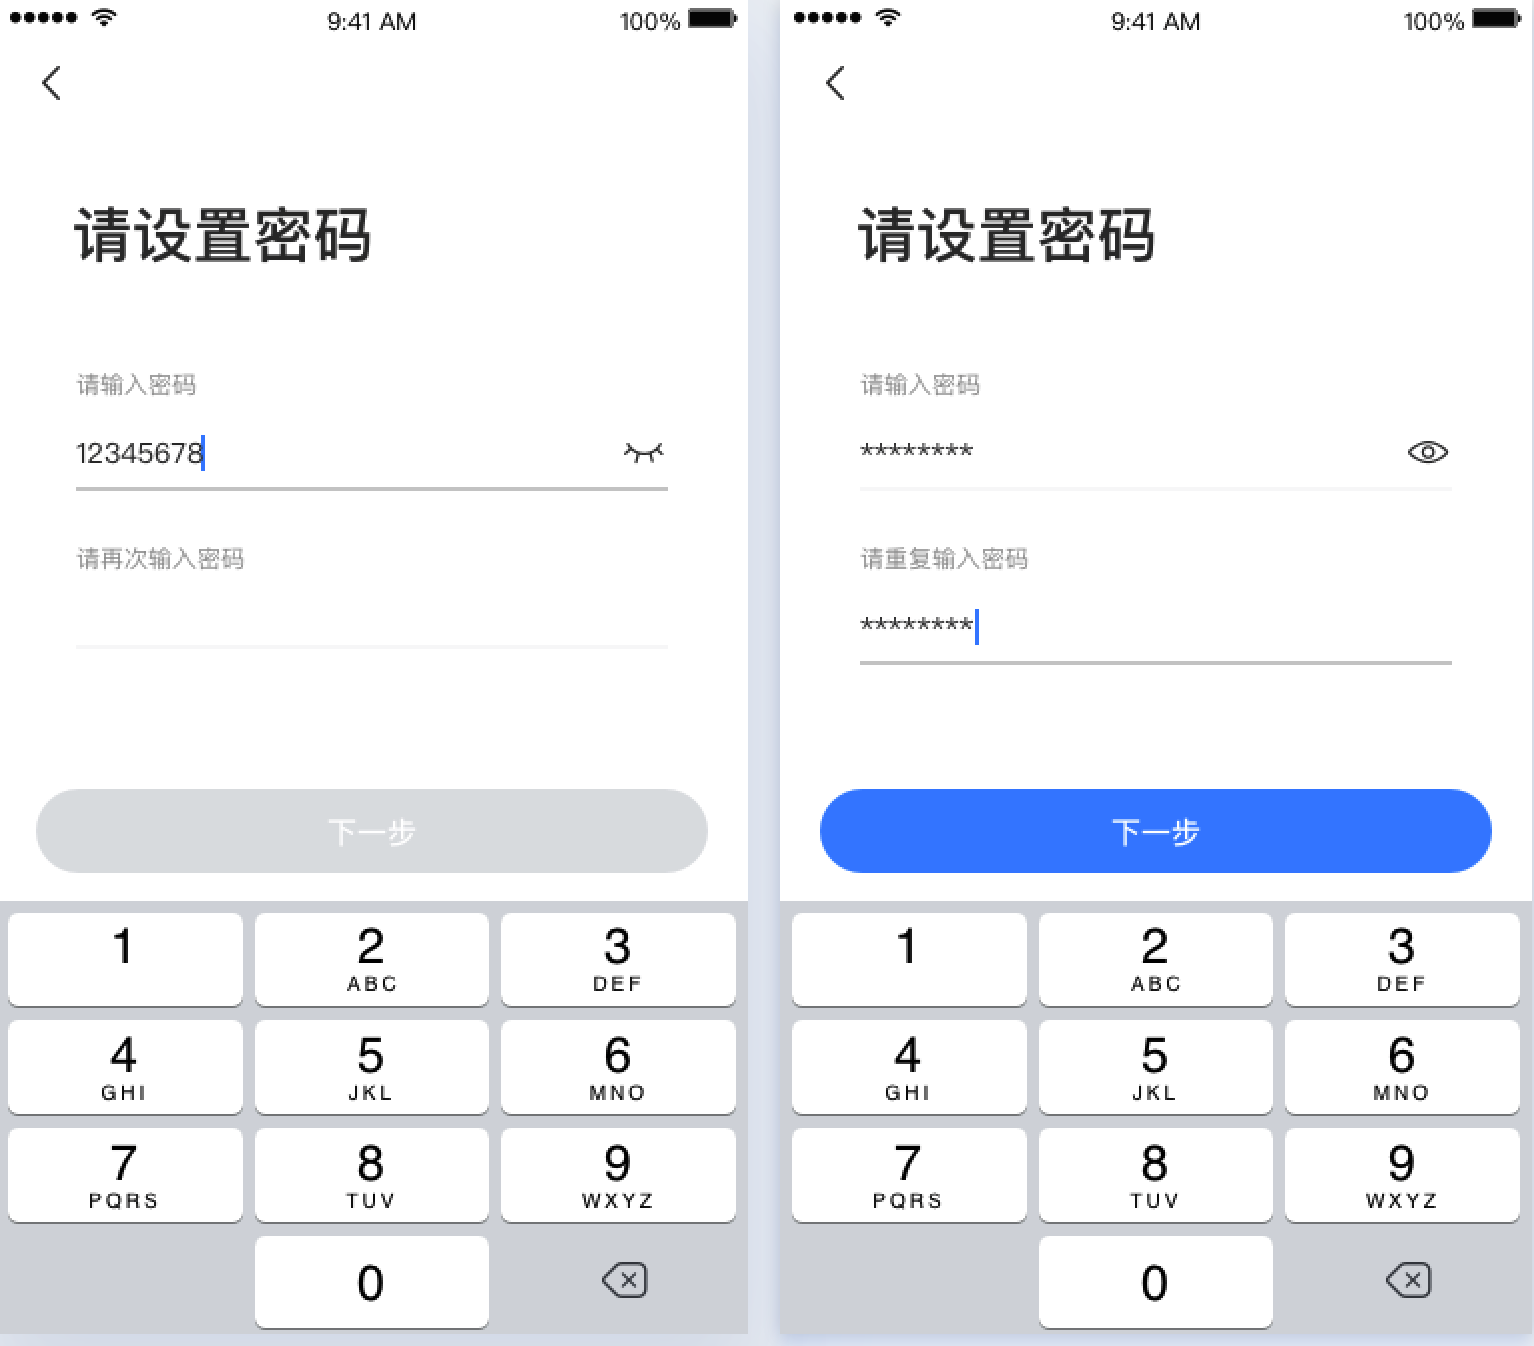 9:41 AM
100%
请设置密码
请输入密码
12345678
请再次输入密码
下一步
1
2
ABC
3
DEF
4
GHI
5
JKL
6
MNO
7
PQRS
8
TUV
9
WXYZ
0
9:41 AM
100%
请设置密码
请输入密码
********
请重复输入密码
********
下一步
1
2
ABC
3
DEF
4
GHI
5
JKL
6
MNO
7
PQRS
8
TUV
9
WXYZ
0